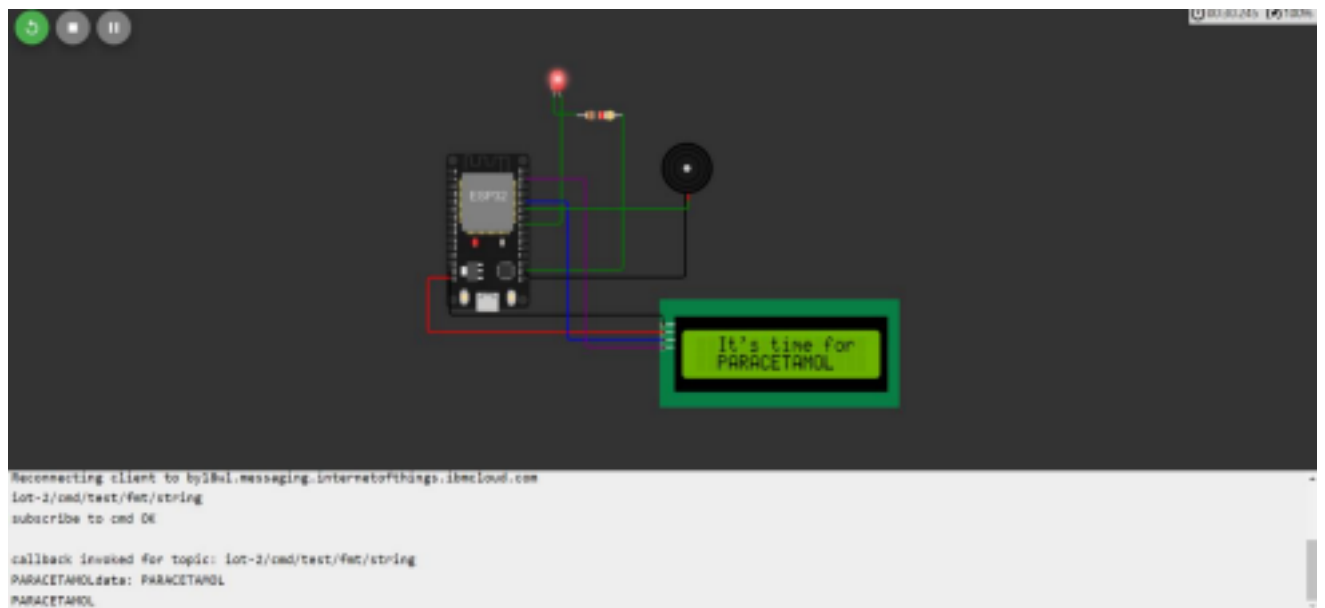 100%
ESP32
It's time for
PARACETAMOL
Reconnecting client to
.messaging.internetofthings.ibmcloud.com
iot-2/cmd/test/fmt/string
subscribe to cmd OK
callback invoked for topic: iot-2/cmd/test/fmt/string
PARACETAMOLdata: PARACETAMOL
PARACETAMOL